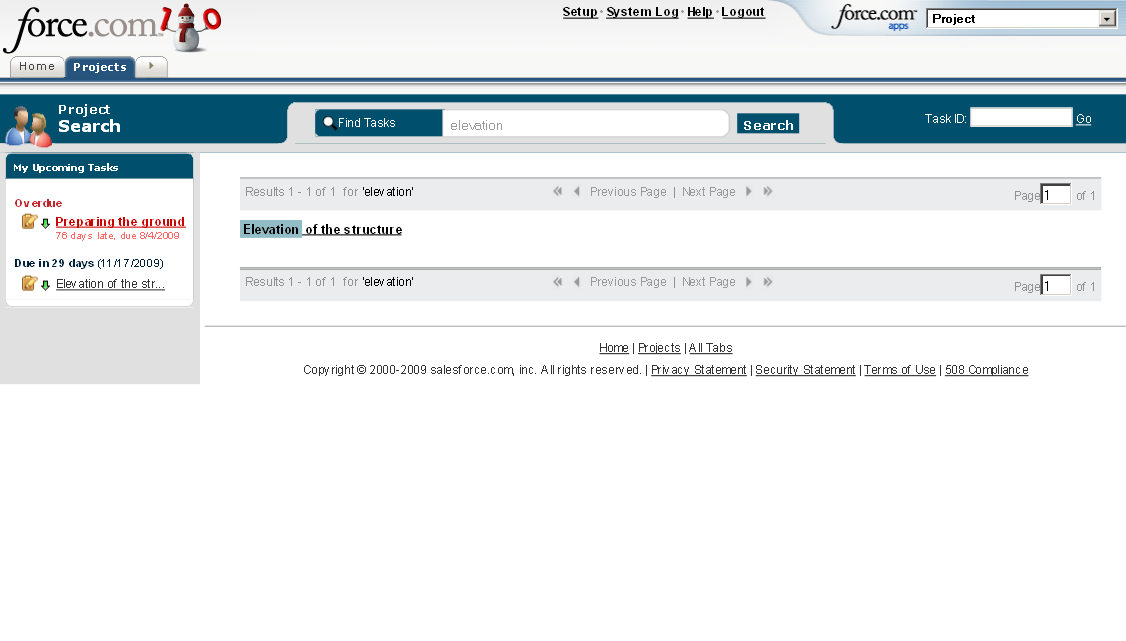 force.com 10
Setup · System Log · Help · Logout
force.com apps
Project
Home
Projects
Project
Search
Find Tasks
elevation
Search
Task ID:
Go
My Upcoming Tasks
Overdue
Preparing the ground
76 days late, due 8/4/2009
Due in 29 days (11/17/2009)
Elevation of the str...
Results 1 - 1 of 1 for 'elevation'
Previous Page | Next Page
Page 1 of 1
Elevation of the structure
Results 1 - 1 of 1 for 'elevation'
Previous Page | Next Page
Page 1 of 1
Home | Projects | All Tabs
Copyright © 2000-2009 salesforce.com, inc. All rights reserved. | Privacy Statement | Security Statement | Terms of Use | 508 Compliance